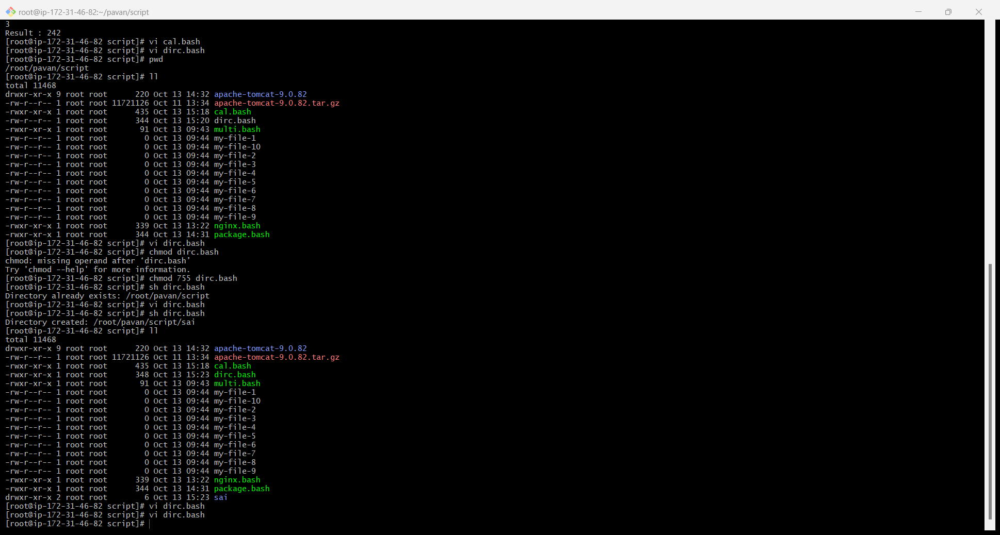 root@ip-172-31-46-82:~/pavan/script
3
Result : 242
[root@ip-172-31-46-82 script]# vi cal.bash
[root@ip-172-31-46-82 script]# vi dirc.bash
[root@ip-172-31-46-82 script]# pwd
/root/pavan/script
[root@ip-172-31-46-82 script]# ll
total 11468
drwxr-xr-x 9 root root      220 Oct 13 14:32 apache-tomcat-9.0.82
-rw-r--r-- 1 root root 11721126 Oct 11 13:34 apache-tomcat-9.0.82.tar.gz
-rwxr-xr-x 1 root root      435 Oct 13 15:18 cal.bash
-rw-r--r-- 1 root root      344 Oct 13 15:20 dirc.bash
-rwxr-xr-x 1 root root       91 Oct 13 09:43 multi.bash
-rw-r--r-- 1 root root        0 Oct 13 09:44 my-file-1
-rw-r--r-- 1 root root        0 Oct 13 09:44 my-file-10
-rw-r--r-- 1 root root        0 Oct 13 09:44 my-file-2
-rw-r--r-- 1 root root        0 Oct 13 09:44 my-file-3
-rw-r--r-- 1 root root        0 Oct 13 09:44 my-file-4
-rw-r--r-- 1 root root        0 Oct 13 09:44 my-file-5
-rw-r--r-- 1 root root        0 Oct 13 09:44 my-file-6
-rw-r--r-- 1 root root        0 Oct 13 09:44 my-file-7
-rw-r--r-- 1 root root        0 Oct 13 09:44 my-file-8
-rw-r--r-- 1 root root        0 Oct 13 09:44 my-file-9
-rwxr-xr-x 1 root root      339 Oct 13 13:22 nginx.bash
-rwxr-xr-x 1 root root      344 Oct 13 14:31 package.bash
[root@ip-172-31-46-82 script]# vi dirc.bash
[root@ip-172-31-46-82 script]# chmod dirc.bash
chmod: missing operand after ‘dirc.bash’
Try 'chmod --help' for more information.
[root@ip-172-31-46-82 script]# chmod 755 dirc.bash
[root@ip-172-31-46-82 script]# sh dirc.bash
Directory already exists: /root/pavan/script
[root@ip-172-31-46-82 script]# vi dirc.bash
[root@ip-172-31-46-82 script]# sh dirc.bash
Directory created: /root/pavan/script/sai
[root@ip-172-31-46-82 script]# ll
total 11468
drwxr-xr-x 9 root root      220 Oct 13 14:32 apache-tomcat-9.0.82
-rw-r--r-- 1 root root 11721126 Oct 11 13:34 apache-tomcat-9.0.82.tar.gz
-rwxr-xr-x 1 root root      435 Oct 13 15:18 cal.bash
-rwxr-xr-x 1 root root      348 Oct 13 15:23 dirc.bash
-rwxr-xr-x 1 root root       91 Oct 13 09:43 multi.bash
-rw-r--r-- 1 root root        0 Oct 13 09:44 my-file-1
-rw-r--r-- 1 root root        0 Oct 13 09:44 my-file-10
-rw-r--r-- 1 root root        0 Oct 13 09:44 my-file-2
-rw-r--r-- 1 root root        0 Oct 13 09:44 my-file-3
-rw-r--r-- 1 root root        0 Oct 13 09:44 my-file-4
-rw-r--r-- 1 root root        0 Oct 13 09:44 my-file-5
-rw-r--r-- 1 root root        0 Oct 13 09:44 my-file-6
-rw-r--r-- 1 root root        0 Oct 13 09:44 my-file-7
-rw-r--r-- 1 root root        0 Oct 13 09:44 my-file-8
-rw-r--r-- 1 root root        0 Oct 13 09:44 my-file-9
-rwxr-xr-x 1 root root      339 Oct 13 13:22 nginx.bash
-rwxr-xr-x 1 root root      344 Oct 13 14:31 package.bash
drwxr-xr-x 2 root root        6 Oct 13 15:23 sai
[root@ip-172-31-46-82 script]# vi dirc.bash
[root@ip-172-31-46-82 script]# vi dirc.bash
[root@ip-172-31-46-82 script]#